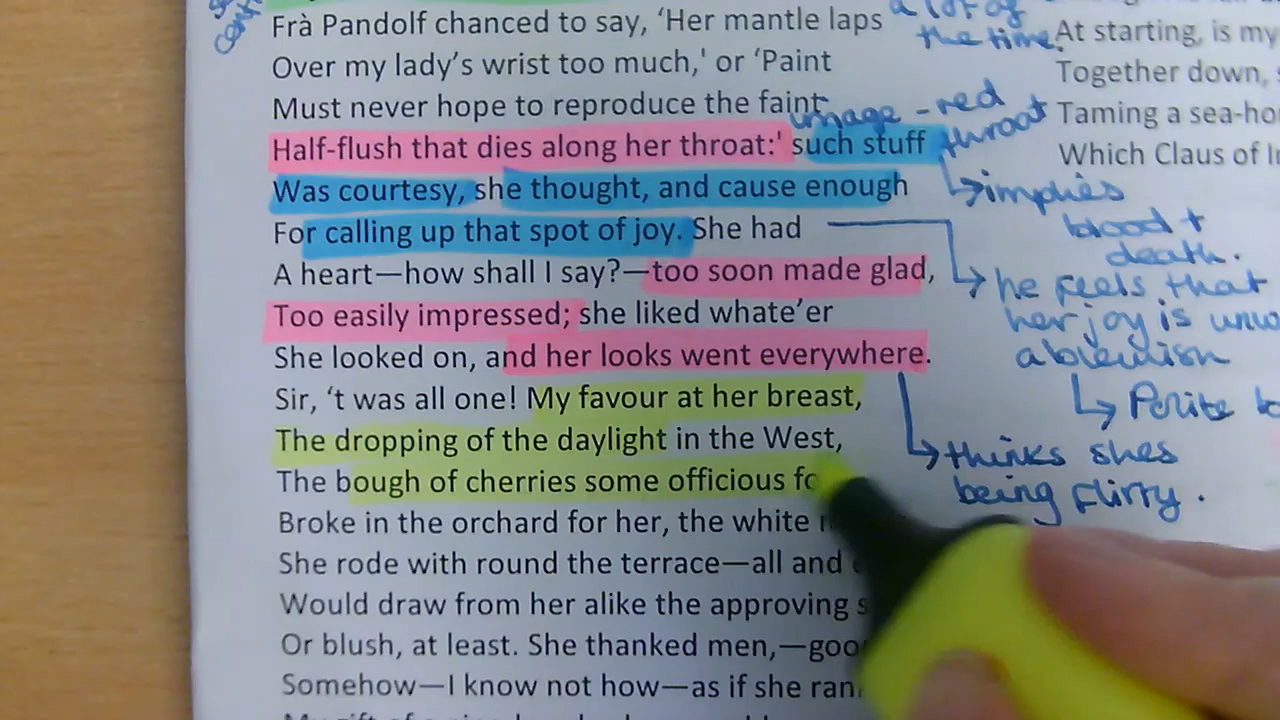 a lot of
the time.
Frà Pandolf chanced to say, ‘Her mantle laps
Over my lady’s wrist too much,' or ‘Paint
Must never hope to reproduce the faint
Half-flush that dies along her throat:' such stuff
Was courtesy, she thought, and cause enough
For calling up that spot of joy. She had
A heart—how shall I say?—too soon made glad,
Too easily impressed; she liked whate’er
She looked on, and her looks went everywhere.
Sir, ‘t was all one! My favour at her breast,
The dropping of the daylight in the West,
The bough of cherries some officious fo
Broke in the orchard for her, the white
She rode with round the terrace—all and
Would draw from her alike the approving s
Or blush, at least. She thanked men,—goo
Somehow—I know not how—as if she ran
image - red
throat
implies
blood +
death.
he feels that
her joy is
a blemish
thinks shes
being flirty.
At starting, is my
Together down,
Taming a sea-ho
Which Claus of In